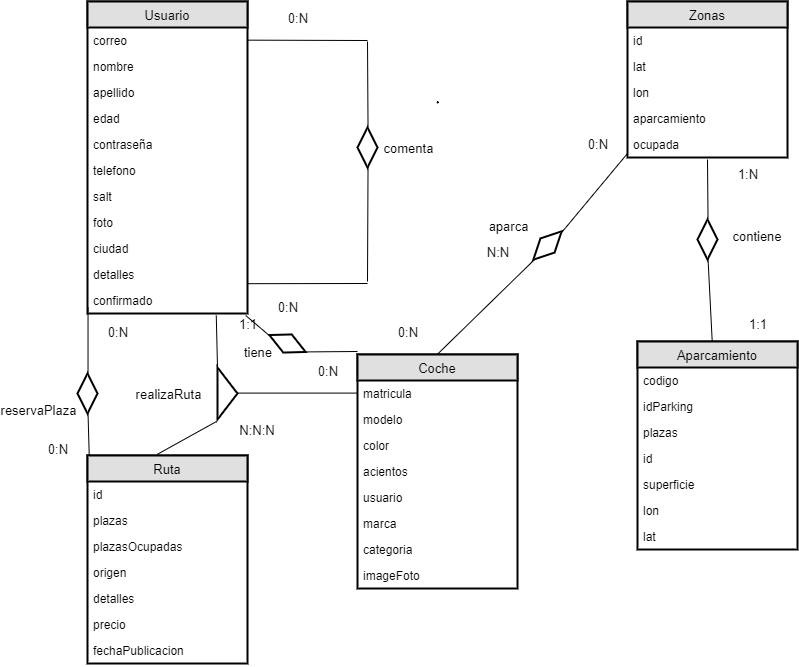 Usuario
correo
nombre
apellido
edad
contraseña
telefono
salt
foto
ciudad
detalles
confirmado
0:N
comenta
0:N
Zonas
id
lat
lon
aparcamiento
ocupada
0:N
aparca
N:N
0:N
1:N
contiene
1:1
Aparcamiento
codigo
idParking
plazas
id
superficie
lon
lat
1:1
tiene
0:N
Coche
matricula
modelo
color
acientos
usuario
marca
categoria
imageFoto
0:N
reservaPlaza
0:N
realizaRuta
N:N:N
Ruta
id
plazas
plazasOcupadas
origen
detalles
precio
fechaPublicacion